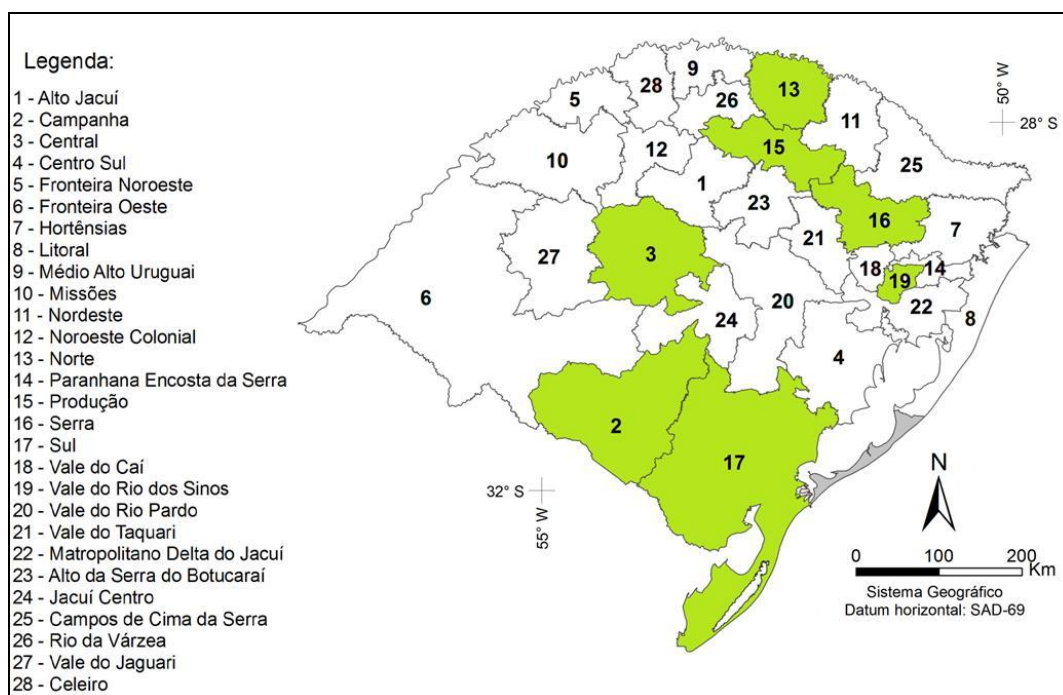 Legenda:
1 - Alto Jacuí
2 - Campanha
3 - Central
4 - Centro Sul
5 - Fronteira Noroeste
6 - Fronteira Oeste
7 - Hortênsias
8 - Litoral
9 - Médio Alto Uruguai
10 - Missões
11 - Nordeste
12 - Noroeste Colonial
13 - Norte
14 - Paranhana Encosta da Serra
15 - Produção
16 - Serra
17 - Sul
18 - Vale do Caí
19 - Vale do Rio dos Sinos
20 - Vale do Rio Pardo
21 - Vale do Taquari
22 - Matropolitano Delta do Jacuí
23 - Alto da Serra do Botucaraí
24 - Jacuí Centro
25 - Campos de Cima da Serra
26 - Rio da Várzea
27 - Vale do Jaguari
28 - Celeiro
50° W
28° S
9
28
13
5
26
11
15
12
10
25
1
23
16
7
21
3
27
18
14
19
6
20
22
8
24
4
2
17
32° S
55° W
N
0 100 200
Km
Sistema Geográfico
Datum horizontal: SAD-69